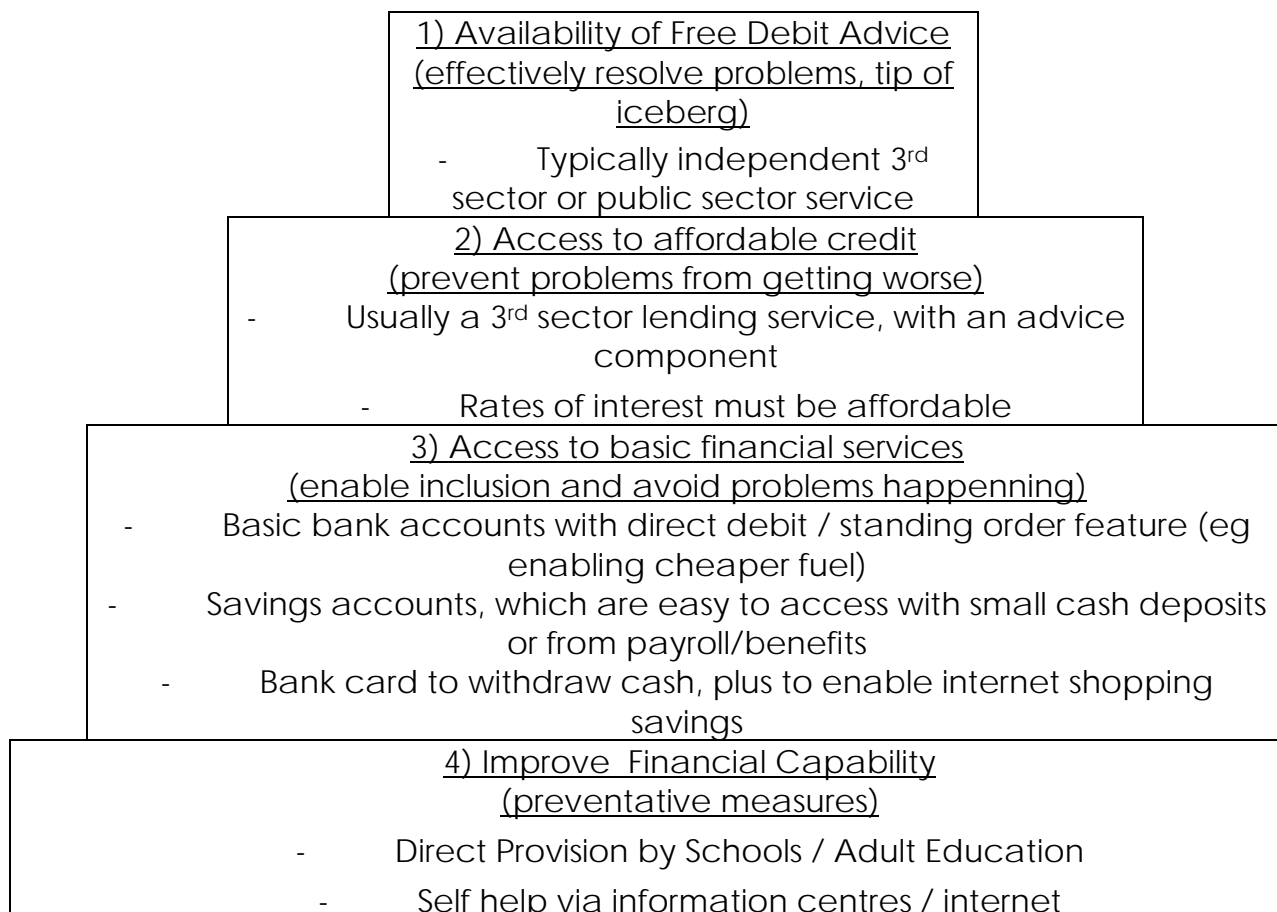 1) Availability of Free Debit Advice
(effectively resolve problems, tip of
iceberg)
- Typically independent 3rd
sector or public sector service
2) Access to affordable credit
(prevent problems from getting worse)
- Usually a 3rd sector lending service, with an advice
component
- Rates of interest must be affordable
3) Access to basic financial services
(enable inclusion and avoid problems happenning)
- Basic bank accounts with direct debit / standing order feature (eg
enabling cheaper fuel)
- Savings accounts, which are easy to access with small cash deposits
or from payroll/benefits
- Bank card to withdraw cash, plus to enable internet shopping
savings
4) Improve Financial Capability
(preventative measures)
- Direct Provision by Schools / Adult Education
- Self help via information centres / internet